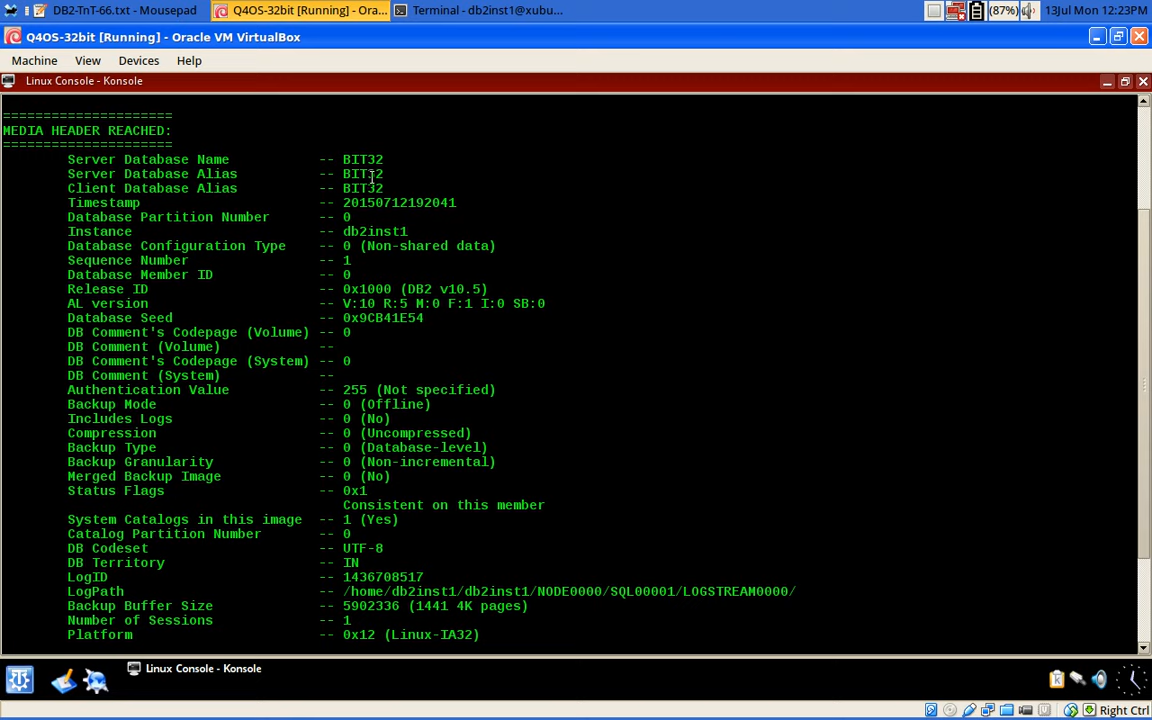 DB2-TnT-66.txt - Mousepad
Q4OS-32bit [Running] - Ora...
Terminal - db2inst1@xubu...
(87%)
13Jul Mon 12:23PM
Q4OS-32bit [Running] - Oracle VM VirtualBox
Machine View Devices Help
Linux Console - Konsole
=====================
MEDIA HEADER REACHED:
=====================
Server Database Name -- BIT32
Server Database Alias -- BIT32
Client Database Alias -- BIT32
Timestamp -- 20150712192041
Database Partition Number -- 0
Instance -- db2inst1
Database Configuration Type -- 0 (Non-shared data)
Sequence Number -- 1
Database Member ID -- 0
Release ID -- 0x1000 (DB2 v10.5)
AL version -- V:10 R:5 M:0 F:1 I:0 SB:0
Database Seed -- 0x9CB41E54
DB Comment's Codepage (Volume) -- 0
DB Comment (Volume) --
DB Comment's Codepage (System) -- 0
DB Comment (System) --
Authentication Value -- 255 (Not specified)
Backup Mode -- 0 (Offline)
Includes Logs -- 0 (No)
Compression -- 0 (Uncompressed)
Backup Type -- 0 (Database-level)
Backup Granularity -- 0 (Non-incremental)
Merged Backup Image -- 0 (No)
Status Flags -- 0x1
Consistent on this member
System Catalogs in this image -- 1 (Yes)
Catalog Partition Number -- 0
DB Codeset -- UTF-8
DB Territory -- IN
LogID -- 1436708517
LogPath -- /home/db2inst1/db2inst1/NODE0000/SQL00001/LOGSTREAM0000/
Backup Buffer Size -- 5902336 (1441 4K pages)
Number of Sessions -- 1
Platform -- 0x12 (Linux-IA32)
Linux Console - Konsole
Right Ctrl